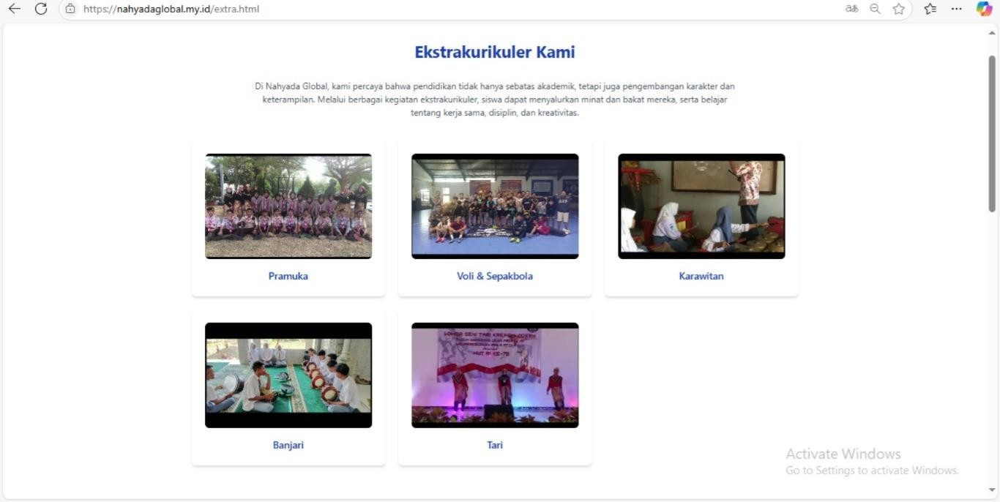 https://nahyadaglobal.my.id/extra.html
Ekstrakurikuler Kami
Di Nahyada Global, kami percaya bahwa pendidikan tidak hanya sebatas akademik, tetapi juga pengembangan karakter dan
keterampilan. Melalui berbagai kegiatan ekstrakurikuler, siswa dapat menyalurkan minat dan bakat mereka, serta belajar
tentang kerja sama, disiplin, dan kreativitas.
Pramuka
Voli & Sepakbola
Karawitan
LOMBA SENI TARI KREASI
HUT RI KE-78
Banjari
Tari
Activate Windows
Go to Settings to activate Windows.